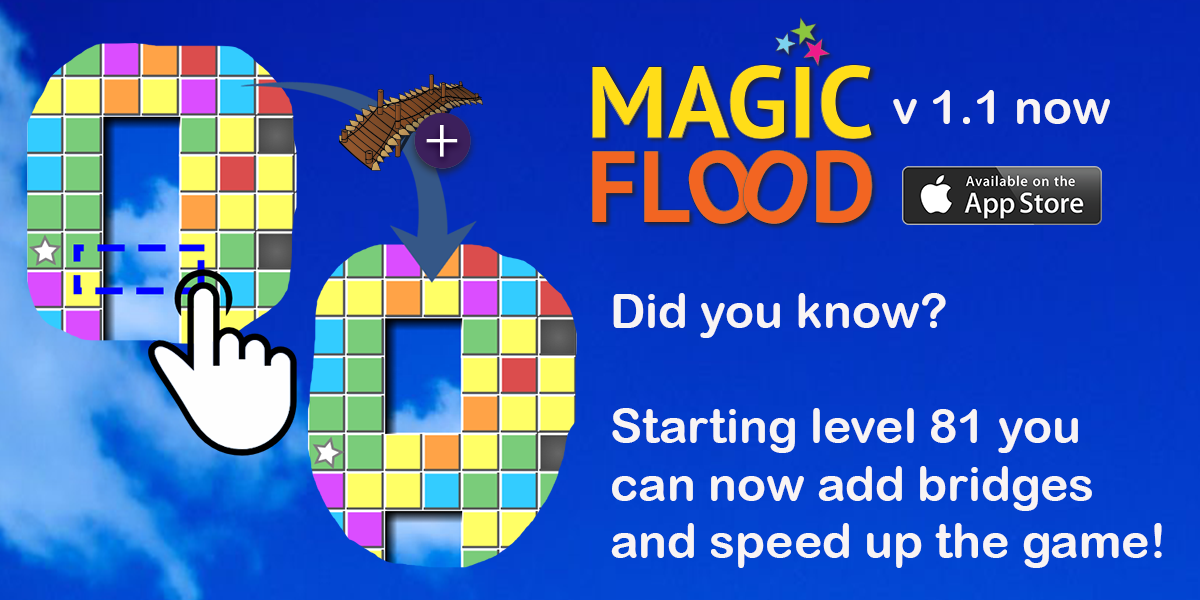 MAGIC
FLOOD
v 1.1 now
Available on the
App Store
Did you know?
Starting level 81 you
can now add bridges
and speed up the game!